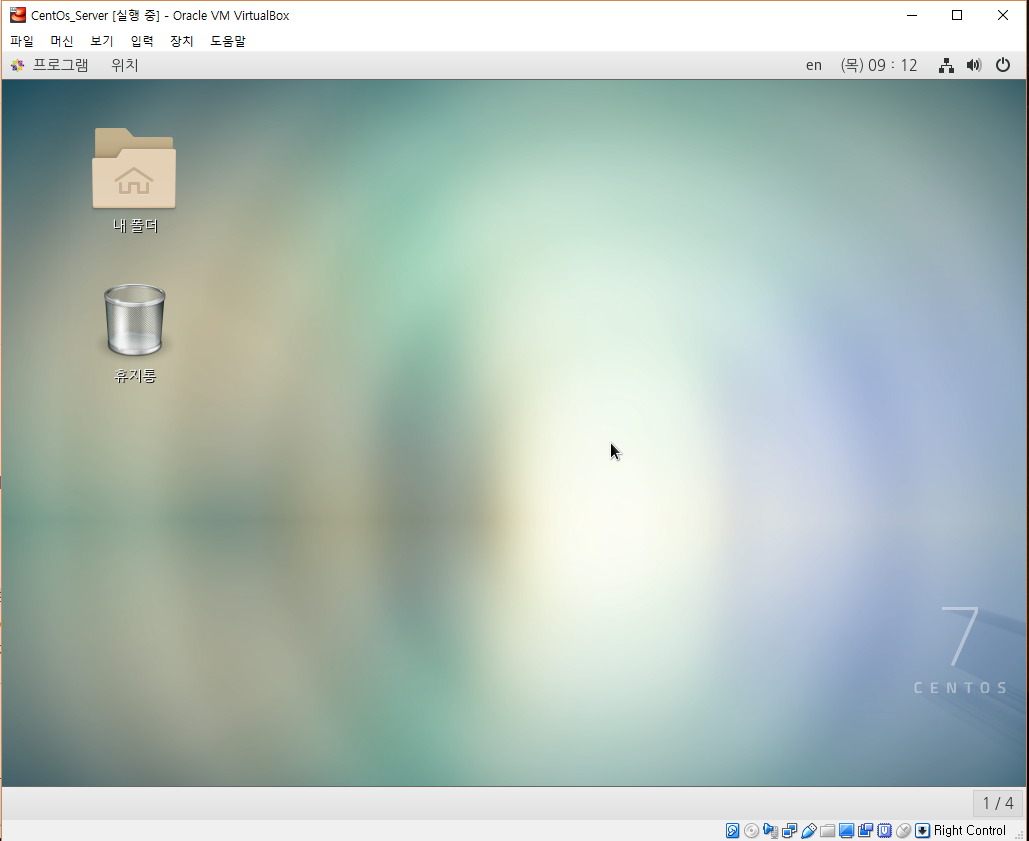 CentOs_Server [실행 중] - Oracle VM VirtualBox
파일 머신 보기 입력 장치 도움말
프로그램 위치 en (목) 09 : 12
내 폴더
휴지통
7
CENTOS
1 / 4
Right Control